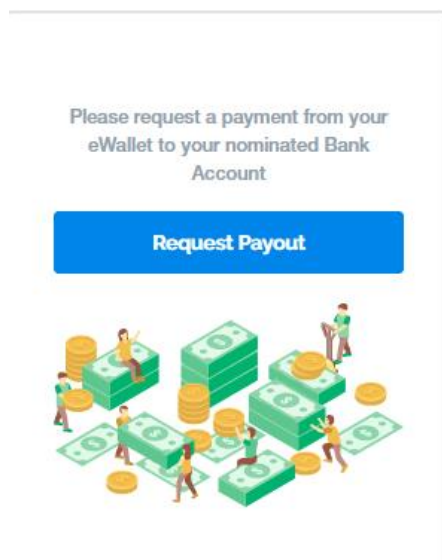 Please request a payment from your
eWallet to your nominated Bank
Account
Request Payout